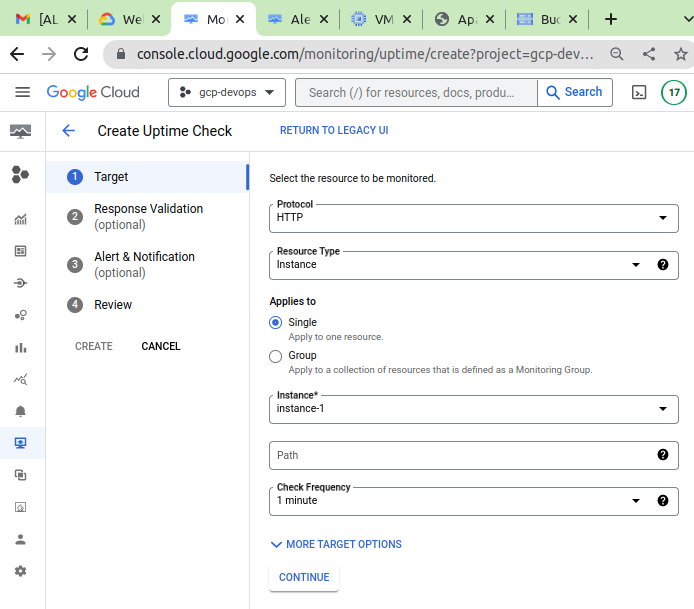 [AL
We
Mo
Ale
VM
Apa
Buc
console.cloud.google.com/monitoring/uptime/create?project=gcp-dev...
Google Cloud
gcp-devops
Search (/) for resources, docs, produ...
Search
17
Create Uptime Check
RETURN TO LEGACY UI
1 Target
2 Response Validation
(optional)
3 Alert & Notification
(optional)
4 Review
CREATE
CANCEL
Select the resource to be monitored.
Protocol
HTTP
Resource Type
Instance
Applies to
Single
Apply to one resource.
Group
Apply to a collection of resources that is defined as a Monitoring Group.
Instance*
instance-1
Path
Check Frequency
1 minute
MORE TARGET OPTIONS
CONTINUE